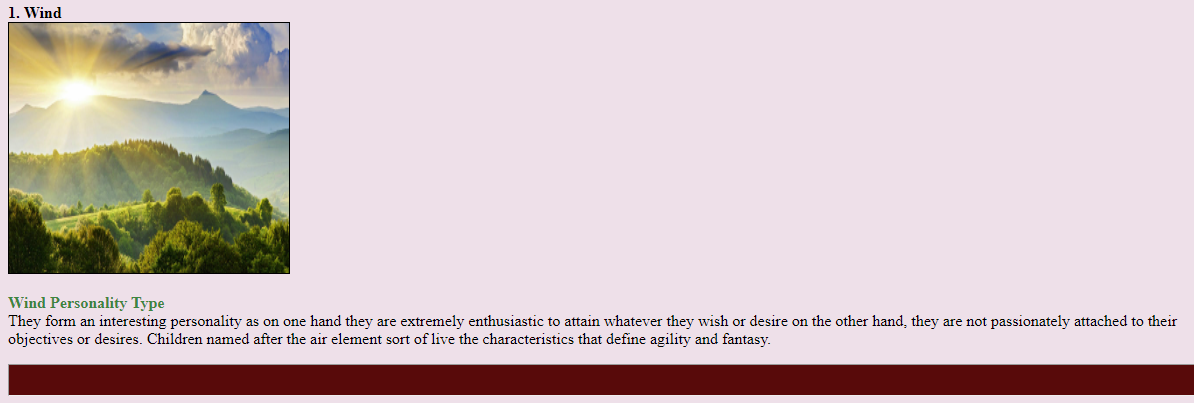 1. Wind
Wind Personality Type
They form an interesting personality as on one hand they are extremely enthusiastic to attain whatever they wish or desire on the other hand, they are not passionately attached to their
objectives or desires. Children named after the air element sort of live the characteristics that define agility and fantasy.